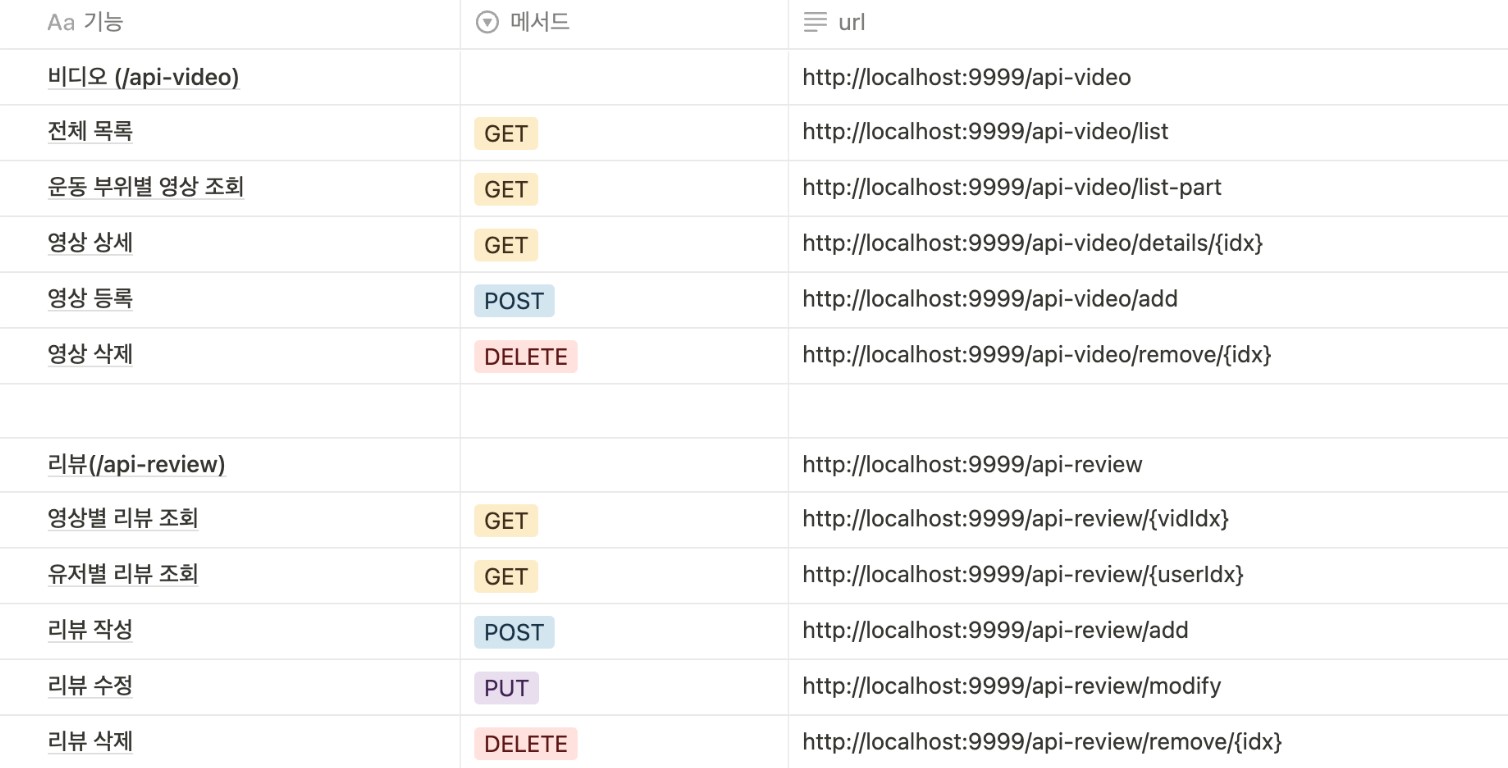 Aa 기능 메서드 url
비디오 (/api-video) http://localhost:9999/api-video
전체 목록 GET http://localhost:9999/api-video/list
운동 부위별 영상 조회 GET http://localhost:9999/api-video/list-part
영상 상세 GET http://localhost:9999/api-video/details/{idx}
영상 등록 POST http://localhost:9999/api-video/add
영상 삭제 DELETE http://localhost:9999/api-video/remove/{idx}
리뷰(/api-review) http://localhost:9999/api-review
영상별 리뷰 조회 GET http://localhost:9999/api-review/{vidIdx}
유저별 리뷰 조회 GET http://localhost:9999/api-review/{userIdx}
리뷰 작성 POST http://localhost:9999/api-review/add
리뷰 수정 PUT http://localhost:9999/api-review/modify
리뷰 삭제 DELETE http://localhost:9999/api-review/remove/{idx}